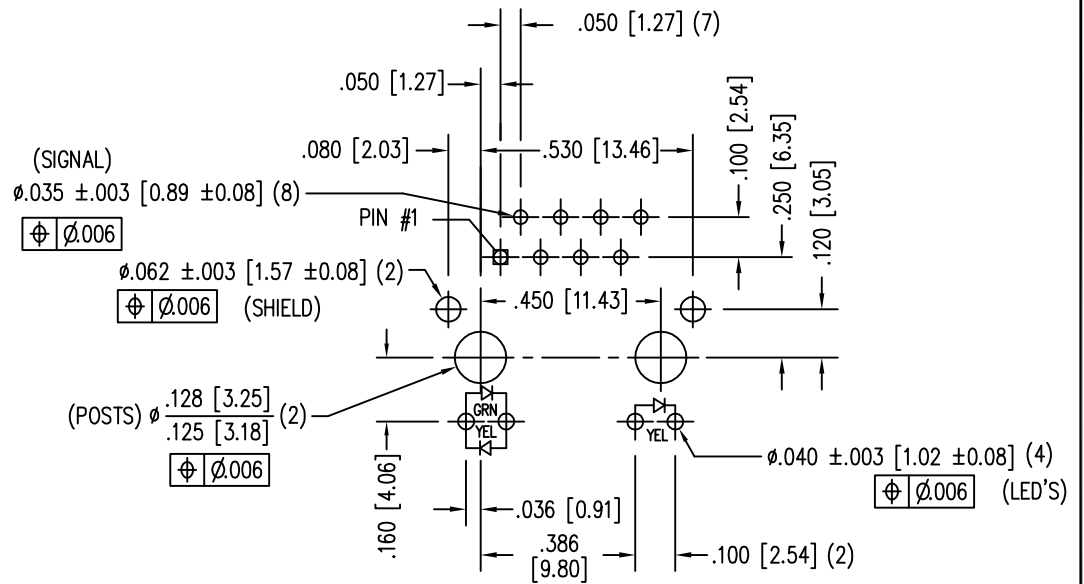 .050 [1.27] (7)
.050 [1.27]
.080 [2.03]
.530 [13.46]
.100 [2.54]
.250 [6.35]
.120 [3.05]
(SIGNAL)
ø.035 ±.003 [0.89 ±0.08] (8)
⌖ Ø.006
PIN #1
ø.062 ±.003 [1.57 ±0.08] (2)
⌖ Ø.006 (SHIELD)
.450 [11.43]
(POSTS) ø .128 [3.25]
.125 [3.18] (2)
⌖ Ø.006
GRN
YEL
YEL
ø.040 ±.003 [1.02 ±0.08] (4)
⌖ Ø.006 (LED'S)
.160 [4.06]
.036 [0.91]
.386
[9.80]
.100 [2.54] (2)